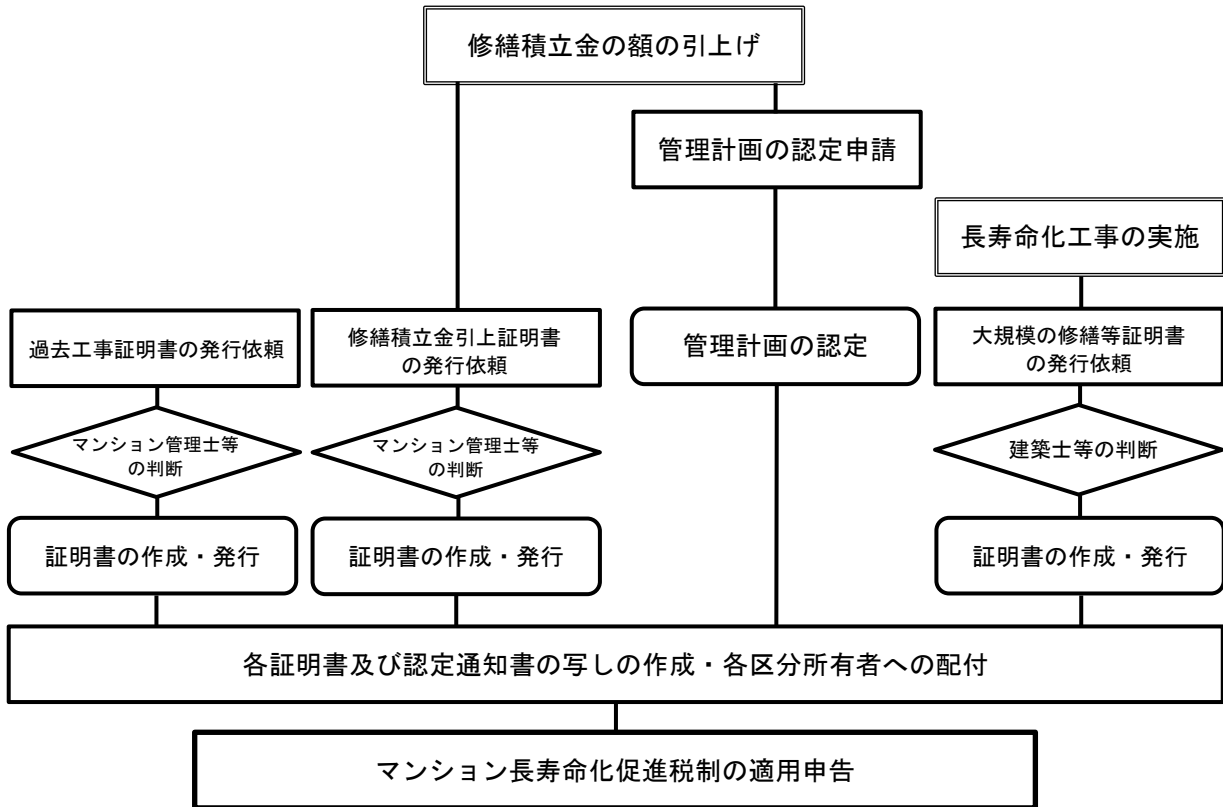 修繕積立金の額の引上げ
管理計画の認定申請
長寿命化工事の実施
過去工事証明書の発行依頼
修繕積立金引上証明書
の発行依頼
管理計画の認定
大規模の修繕等証明書
の発行依頼
マンション管理士等
の判断
マンション管理士等
の判断
建築士等の判断
証明書の作成・発行
証明書の作成・発行
証明書の作成・発行
各証明書及び認定通知書の写しの作成・各区分所有者への配付
マンション長寿命化促進税制の適用申告